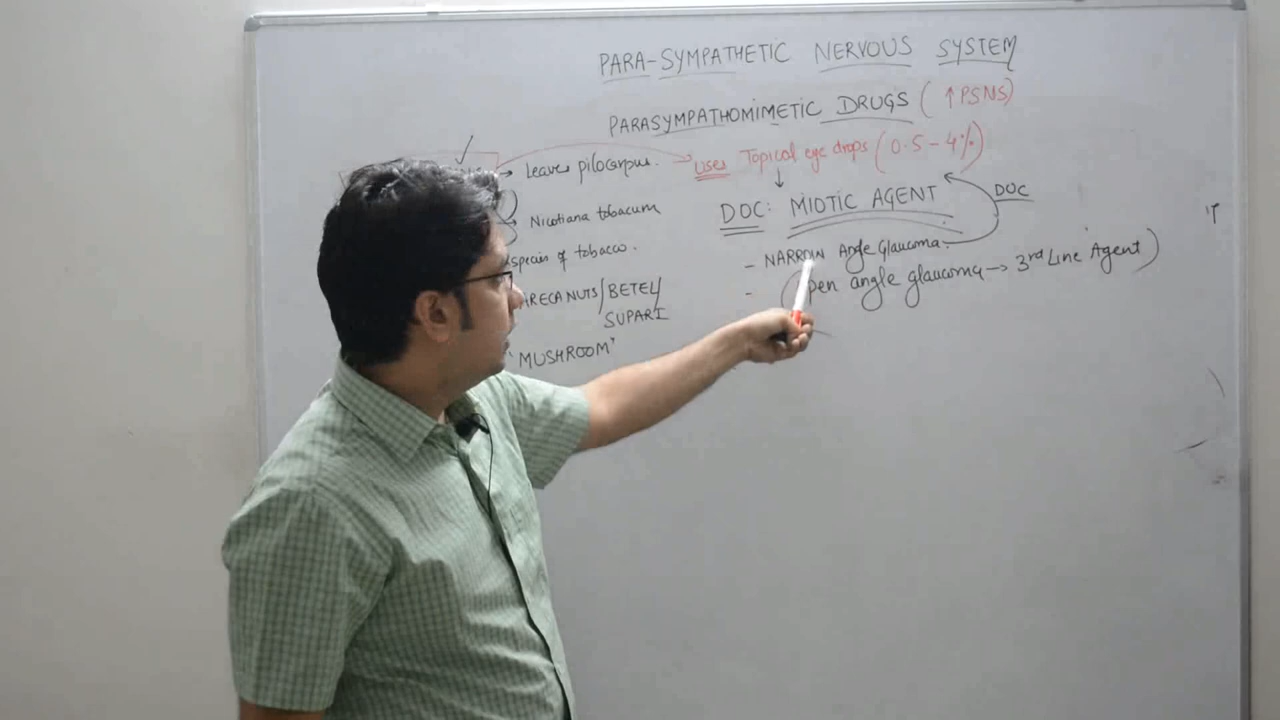 PARA-SYMPATHETIC NERVOUS SYSTEM
PARASYMPATHOMIMETIC DRUGS (↑PSNS)
→ Leaves pilocarpus.
Uses Topical eye drops (0.5-4%)
↓
DOC: MIOTIC AGENT
DOC
Nicotiana tobacum
- NARROW Angle Glaucoma.
species of tobacco.
- (Open angle glaucoma → 3rd Line Agent)
ARECA NUTS/BETEL/
SUPARI
"MUSHROOM"